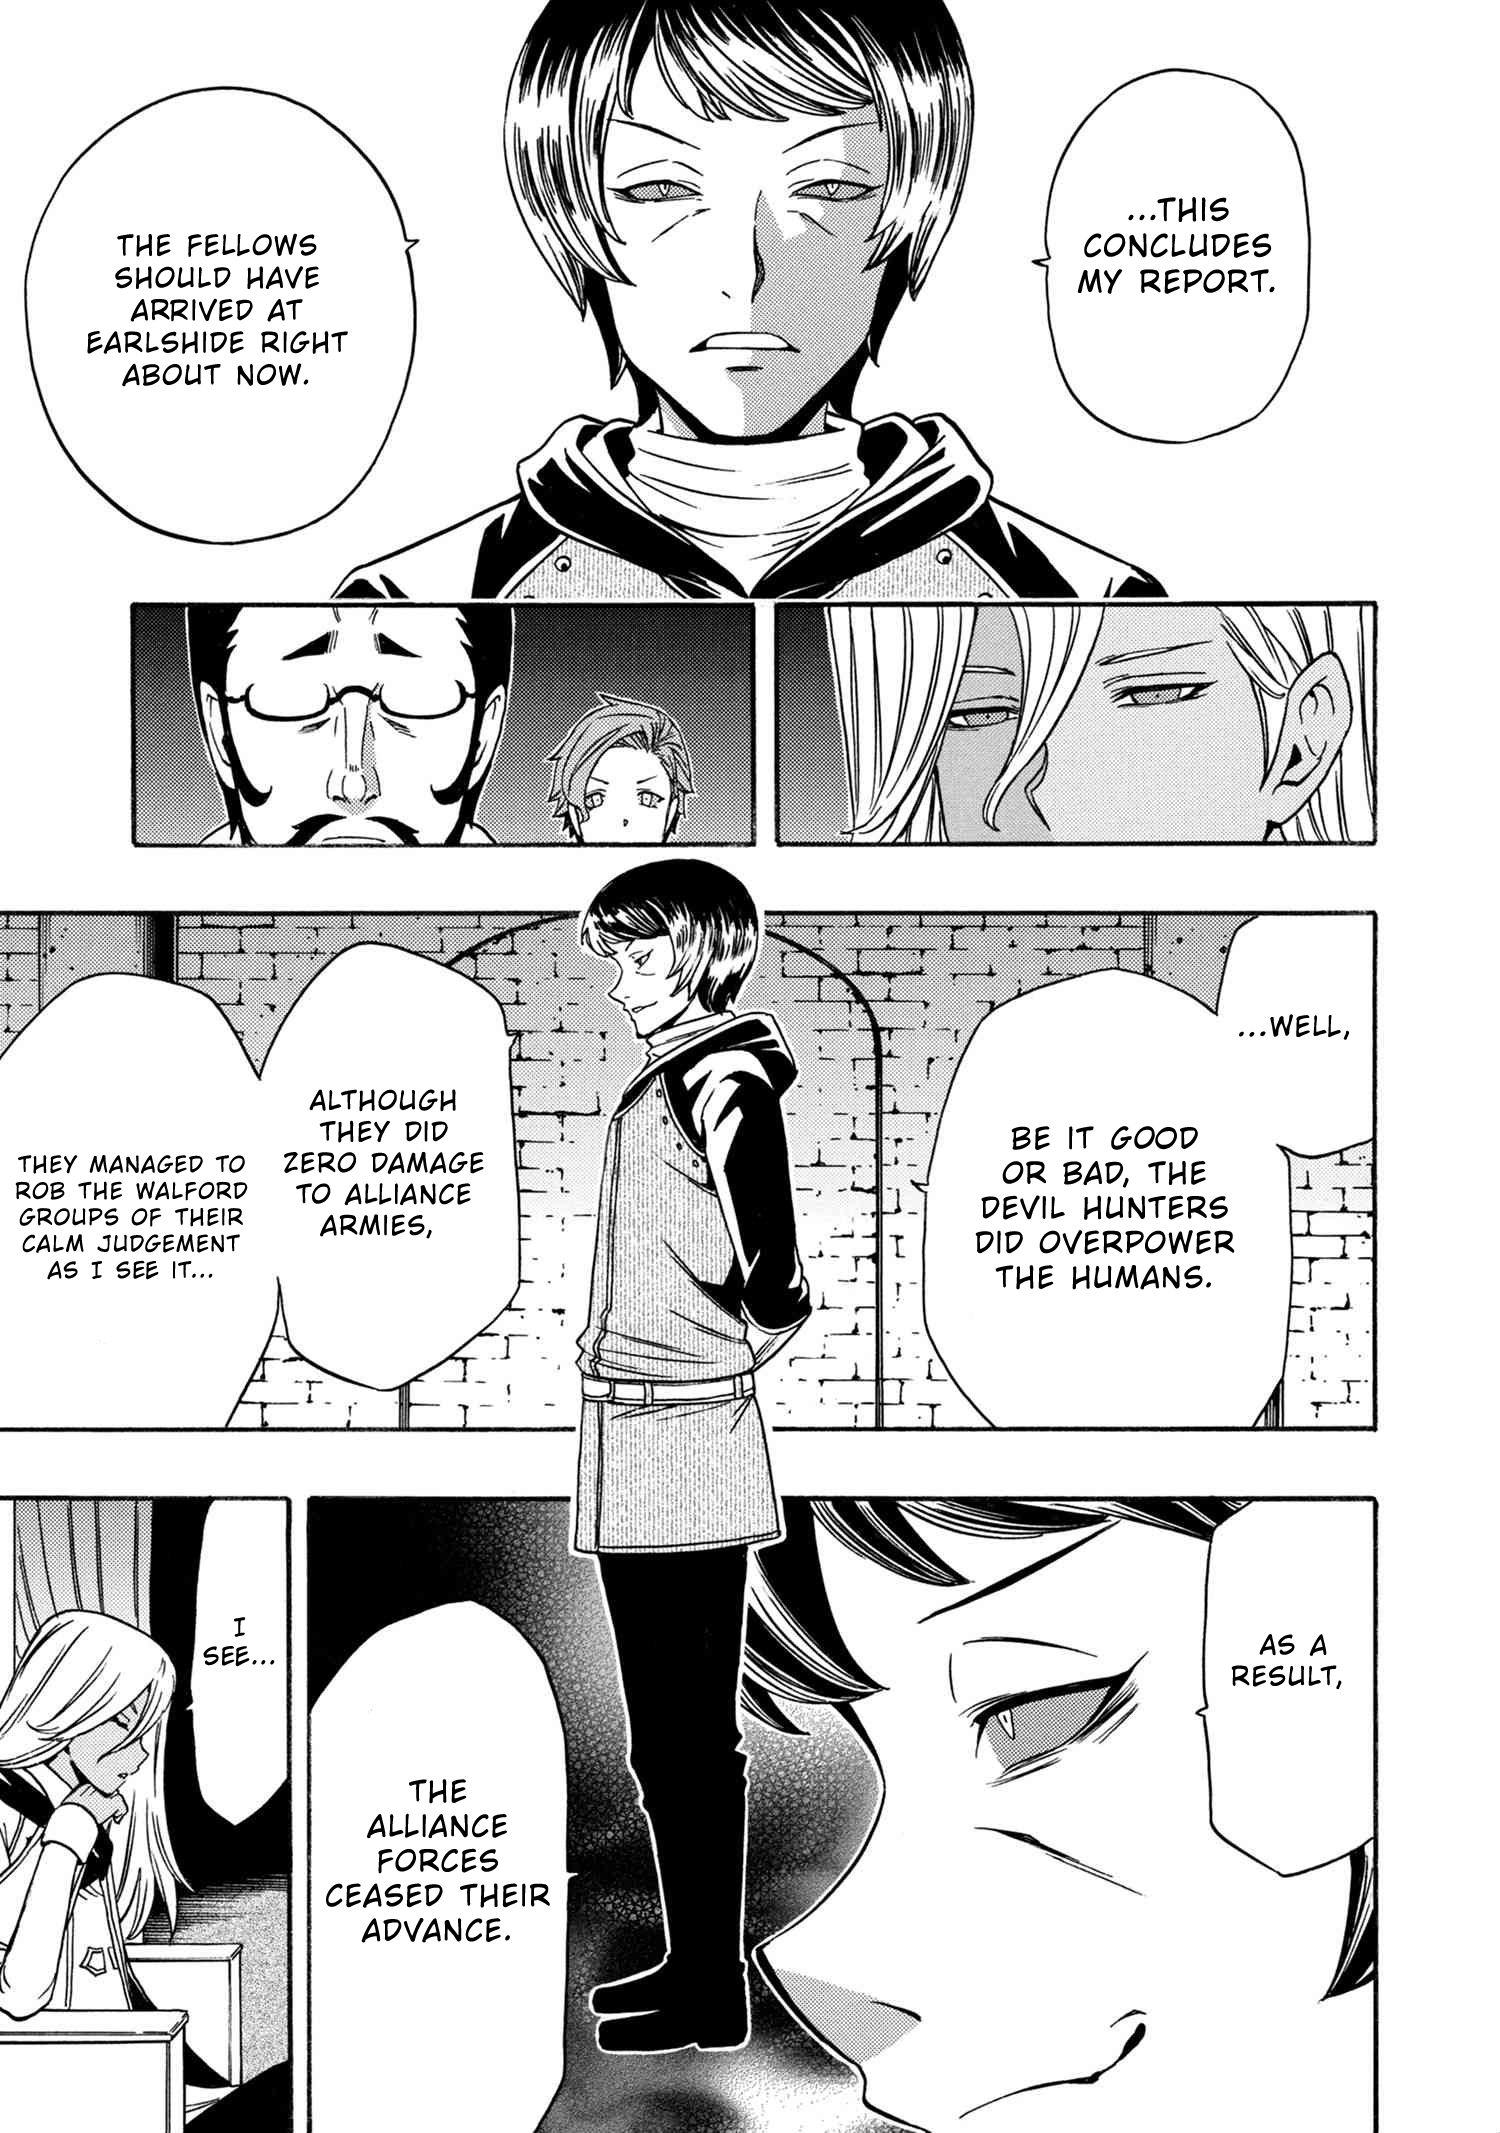 ...THIS
CONCLUDES
MY REPORT.
THE FELLOWS
SHOULD HAVE
ARRIVED AT
EARLSHIDE RIGHT
ABOUT NOW.
...WELL,
BE IT GOOD
OR BAD, THE
DEVIL HUNTERS
DID OVERPOWER
THE HUMANS.
ALTHOUGH
THEY DID
ZERO DAMAGE
TO ALLIANCE
ARMIES,
THEY MANAGED TO
ROB THE WALFORD
GROUPS OF THEIR
CALM JUDGEMENT
AS I SEE IT...
AS A
RESULT,
THE
ALLIANCE
FORCES
CEASED THEIR
ADVANCE.
I
SEE...